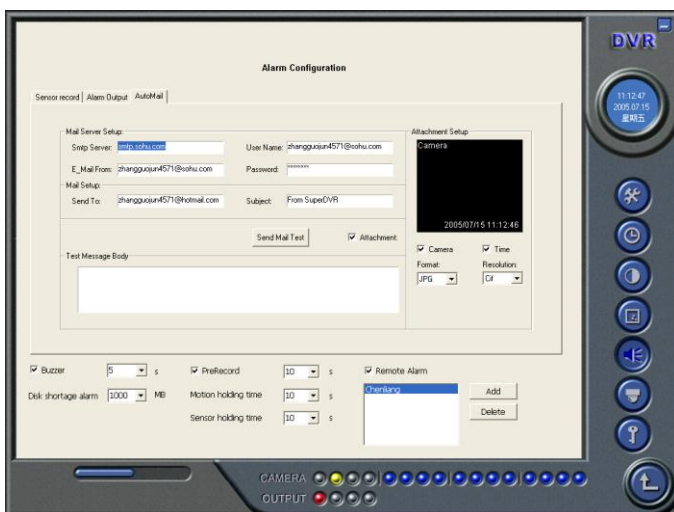 DVR
Alarm Configuration
11:12:47
2005.07.15
星期五
Sensor record Alarm Output AutoMail
Mail Server Setup:
Smtp Server: smtp.sohu.com User Name: zhangguojun4571@sohu.com
E_Mail From: zhangguojun4571@sohu.com Password: ********
Mail Setup:
Send To: zhangguojun4571@hotmail.com Subject: From SuperDVR
Send Mail Test Attachment:
Test Message Body
Attachment Setup
Camera
2005/07/15 11:12:46
Camera Time
Format: Resolution:
JPG Cif
Buzzer 5 s PreRecord 10 s Remote Alarm
Disk shortage alarm 1000 MB Motion holding time 10 s Chenliang Add
Sensor holding time 10 s Delete
CAMERA
OUTPUT